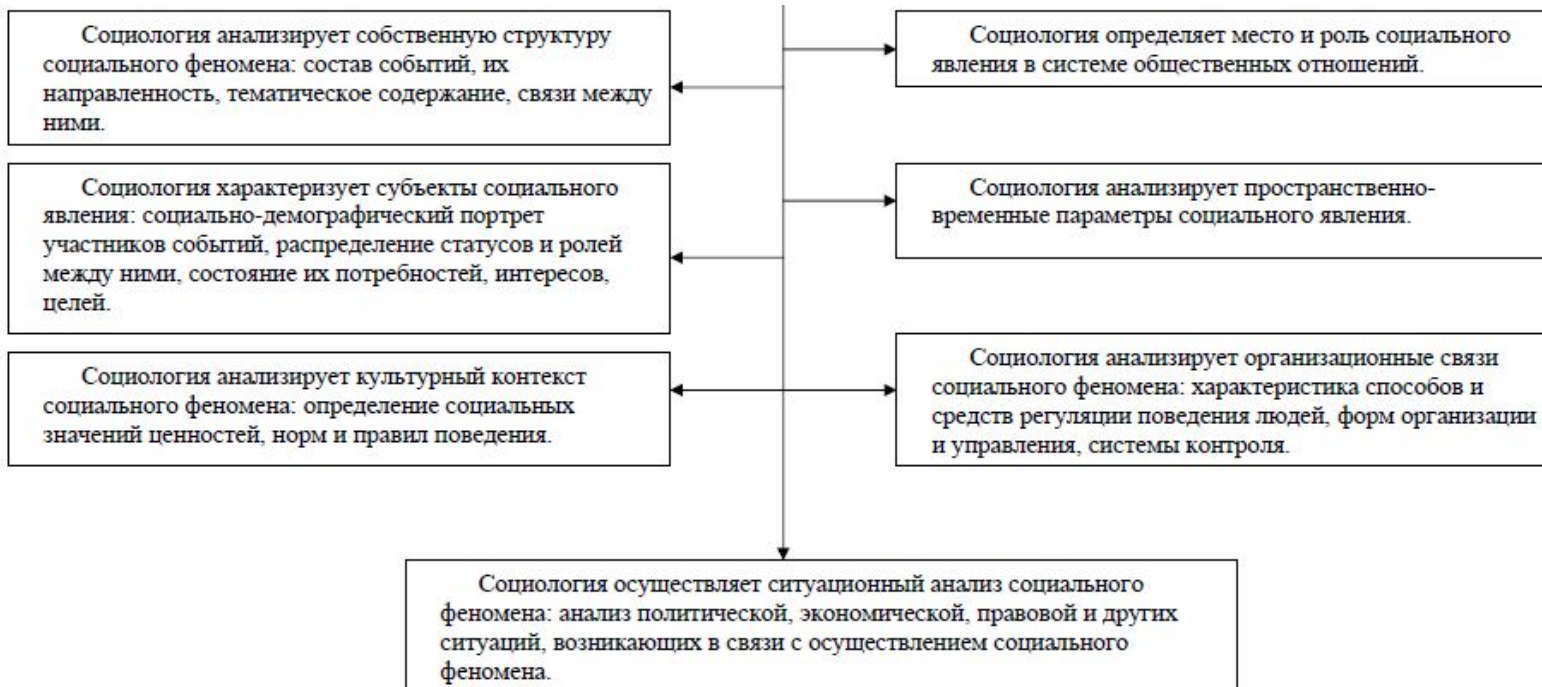 Социология анализирует собственную структуру
социального феномена: состав событий, их
направленность, тематическое содержание, связи между
ними.
Социология определяет место и роль социального
явления в системе общественных отношений.
Социология характеризует субъекты социального
явления: социально-демографический портрет
участников событий, распределение статусов и ролей
между ними, состояние их потребностей, интересов,
целей.
Социология анализирует пространственно-
временные параметры социального явления.
Социология анализирует культурный контекст
социального феномена: определение социальных
значений ценностей, норм и правил поведения.
Социология анализирует организационные связи
социального феномена: характеристика способов и
средств регуляции поведения людей, форм организации
и управления, системы контроля.
Социология осуществляет ситуационный анализ социального
феномена: анализ политической, экономической, правовой и других
ситуаций, возникающих в связи с осуществлением социального
феномена.